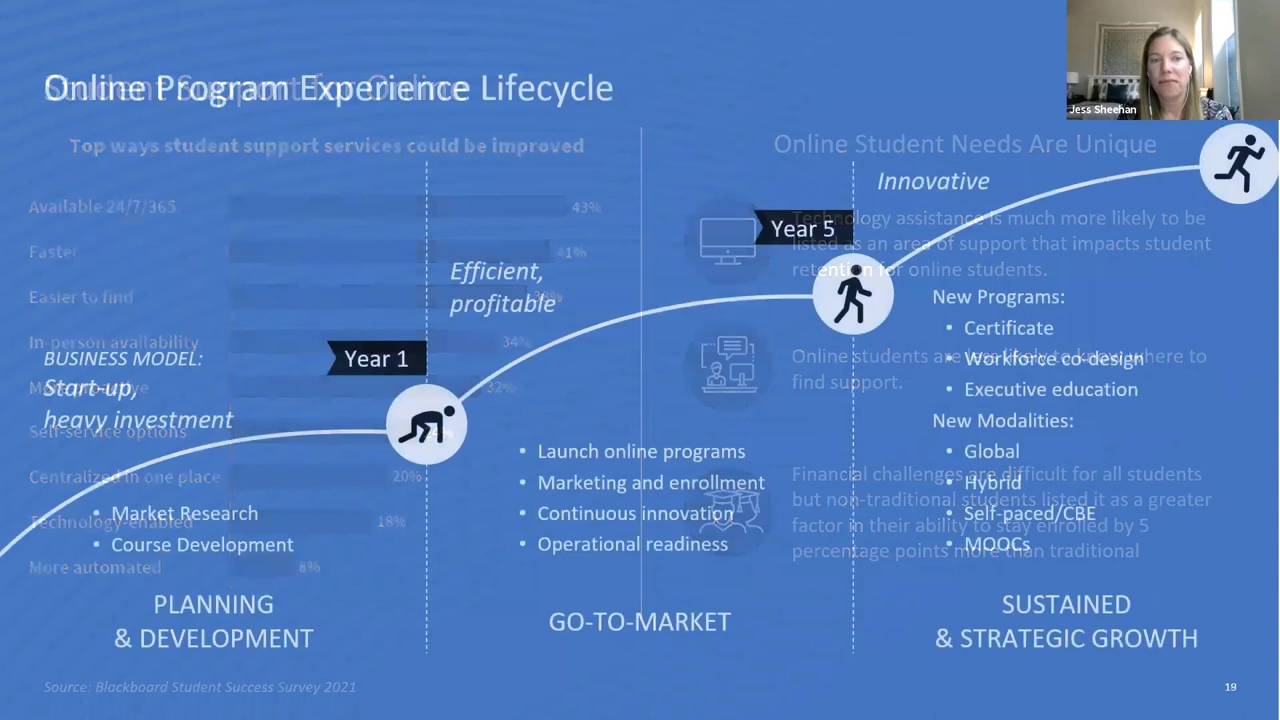 Online Program Experience Lifecycle
Student Support for Online
Jess Sheehan
Top ways student support services could be improved
Available 24/7/365
43%
Faster
41%
Easier to find
In-person availability
34%
32%
Self-service options
Centralized in one place
20%
Technology-enabled
18%
More automated
BUSINESS MODEL:
Start-up,
heavy investment
Year 1
• Market Research
• Course Development
PLANNING
& DEVELOPMENT
Efficient,
profitable
• Launch online programs
• Marketing and enrollment
• Continuous innovation
• Operational readiness
GO-TO-MARKET
Online Student Needs Are Unique
Technology assistance is much more likely to be
listed as an area of support that impacts student
retention for online students.
Online students are less likely to know where to
find support.
Financial challenges are difficult for all students
but non-traditional students listed it as a greater
factor in their ability to stay enrolled by 5
percentage points more than traditional
Innovative
Year 5
New Programs:
• Certificate
• Workforce co-design
• Executive education
New Modalities:
• Global
• Hybrid
• Self-paced/CBE
• MOOCs
SUSTAINED
& STRATEGIC GROWTH
Source: Blackboard Student Success Survey 2021
19